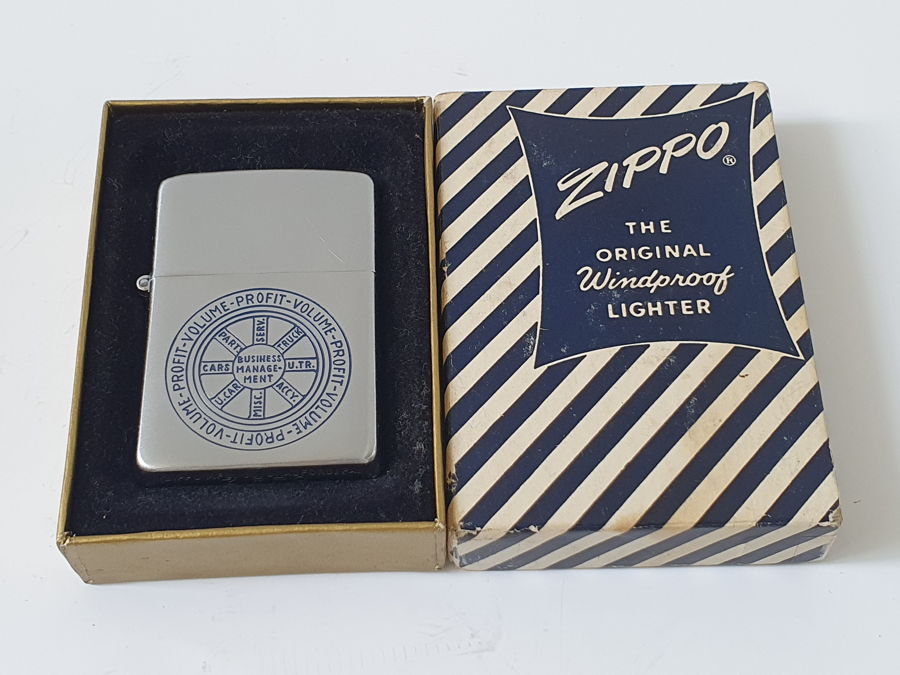 PROFIT-VOLUME-PROFIT-VOLUME-PROFIT-VOLUME-PROFIT-VOLUME-
SERV.
TRUCK
U.TR.
ACC'Y.
MISC.
U.CAR
CARS
PARTS
BUSINESS
MANAGE-
MENT
ZIPPO ®
THE
ORIGINAL
Windproof
LIGHTER